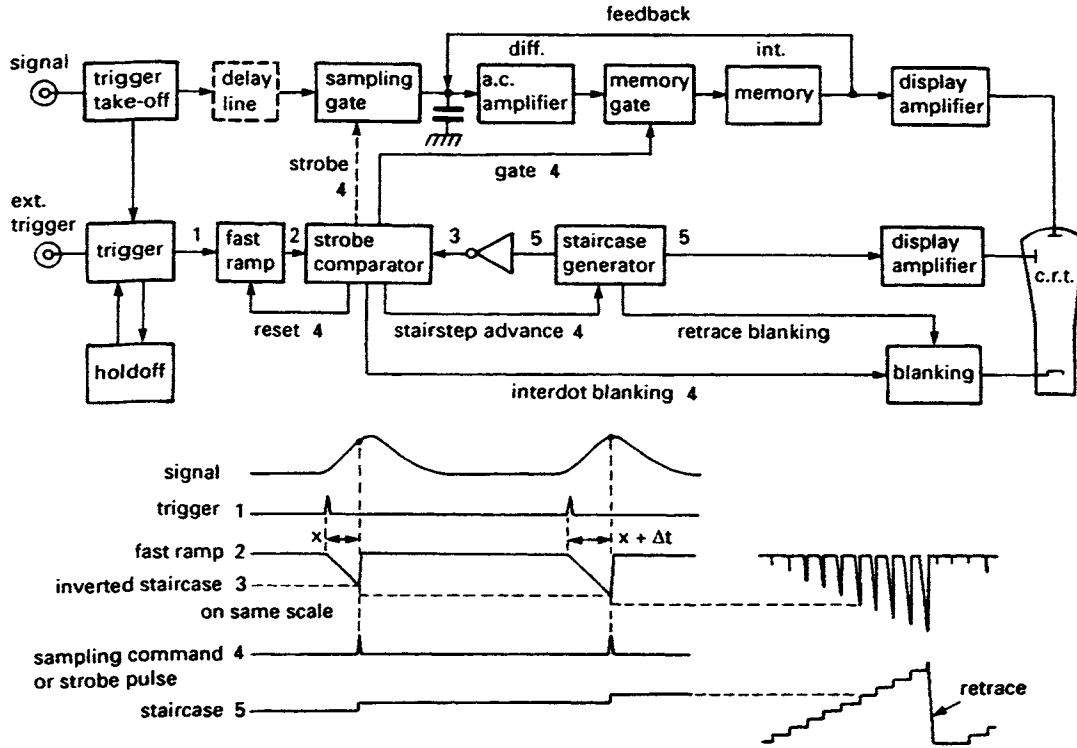 feedback
signal
diff.
int.
trigger
take-off
delay
line
sampling
gate
a.c.
amplifier
memory
gate
memory
display
amplifier
strobe
4
gate 4
ext.
trigger
trigger
1
fast
ramp
2
strobe
comparator
3
5
staircase
generator
5
display
amplifier
c.r.t.
reset 4
stairstep advance 4
retrace blanking
holdoff
blanking
interdot blanking 4
signal
trigger 1
x
x + Δt
fast ramp 2
inverted staircase 3
on same scale
sampling command 4
or strobe pulse
staircase 5
retrace